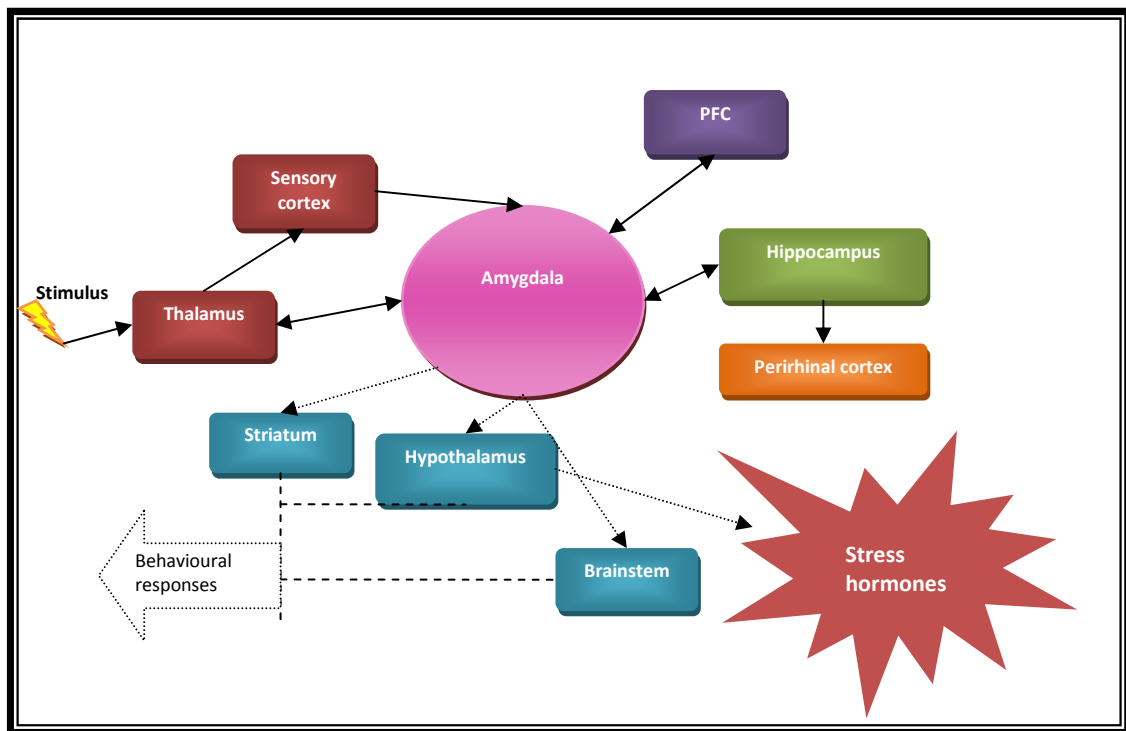 PFC
Sensory
cortex
Hippocampus
Amygdala
Stimulus
Thalamus
Perirhinal cortex
Striatum
Hypothalamus
Behavioural
responses
Brainstem
Stress
hormones